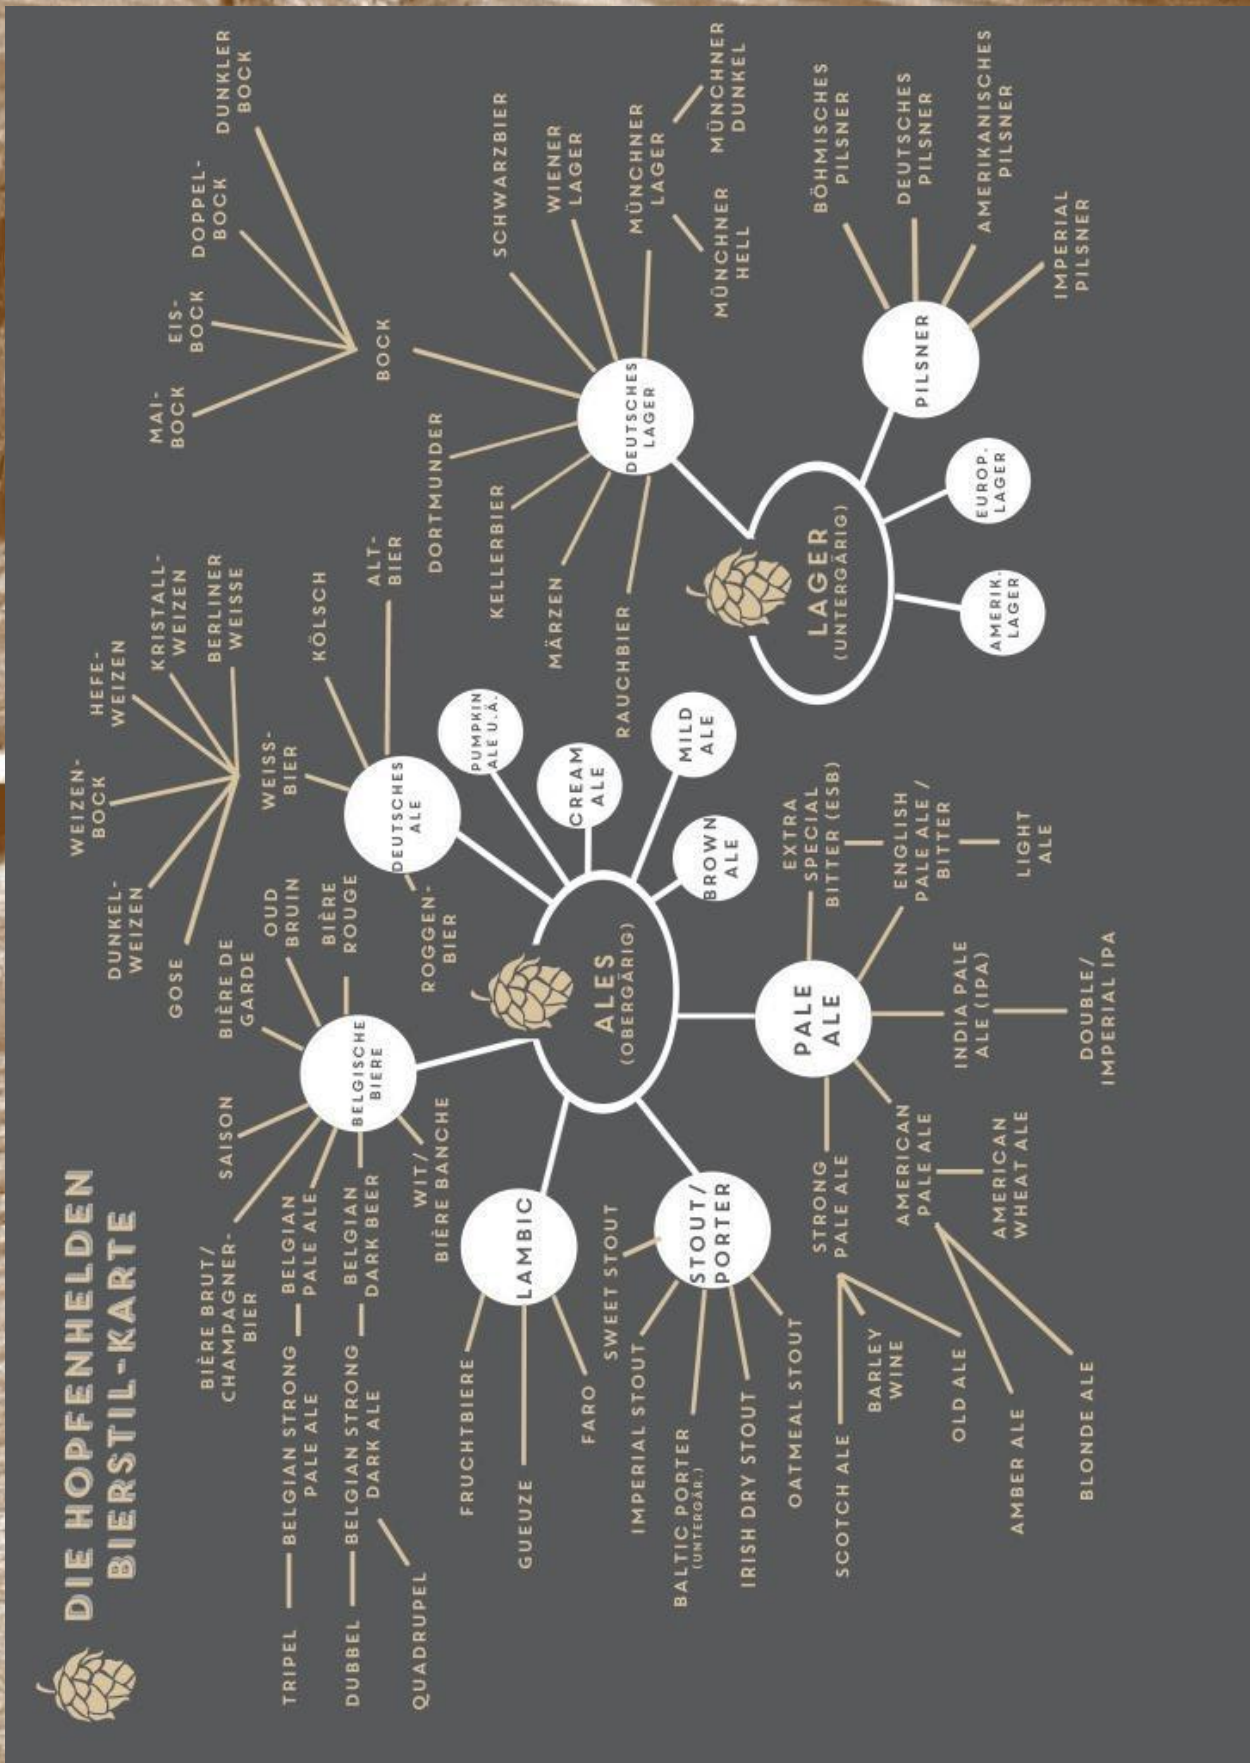 DIE HOPFENHELDEN
BIERSTIL-KARTE
TRIPEL
BELGIAN STRONG
PALE ALE
BELGIAN
PALE ALE
DUBBEL
BELGIAN STRONG
DARK ALE
BELGIAN
DARK BEER
QUADRUPEL
BIÈRE BRUT/
CHAMPAGNER-
BIER
SAISON
BIÈRE DE
GARDE
OUD
BRUIN
BIÈRE
ROUGE
WIT/
BIÈRE BANCHE
BELGISCHE
BIERE
GOSE
DUNKEL-
WEIZEN
WEIZEN-
BOCK
HEFE-
WEIZEN
KRISTALL-
WEIZEN
BERLINER
WEISSE
WEISS-
BIER
KÖLSCH
ALT-
BIER
ROGGEN-
BIER
DEUTSCHES
ALE
PUMPKIN
ALE U.Ä.
CREAM
ALE
MILD
ALE
BROWN
ALE
ALES
(OBERGÄRIG)
LAMBIC
FRUCHTBIERE
GUEUZE
FARO
STOUT/
PORTER
SWEET STOUT
IMPERIAL STOUT
BALTIC PORTER
(UNTERGÄR.)
IRISH DRY STOUT
OATMEAL STOUT
PALE
ALE
STRONG
PALE ALE
SCOTCH ALE
BARLEY
WINE
OLD ALE
AMERICAN
PALE ALE
AMERICAN
WHEAT ALE
AMBER ALE
BLONDE ALE
INDIA PALE
ALE (IPA)
DOUBLE/
IMPERIAL IPA
EXTRA
SPECIAL
BITTER (ESB)
ENGLISH
PALE ALE /
BITTER
LIGHT
ALE
MAI-
BOCK
EIS-
BOCK
DOPPEL-
BOCK
DUNKLER
BOCK
BOCK
DORTMUNDER
KELLERBIER
MÄRZEN
RAUCHBIER
SCHWARZBIER
WIENER
LAGER
MÜNCHNER
LAGER
MÜNCHNER
HELL
MÜNCHNER
DUNKEL
DEUTSCHES
LAGER
LAGER
(UNTERGÄRIG)
AMERIK.
LAGER
EUROP.
LAGER
PILSNER
BÖHMISCHES
PILSNER
DEUTSCHES
PILSNER
AMERIKANISCHES
PILSNER
IMPERIAL
PILSNER